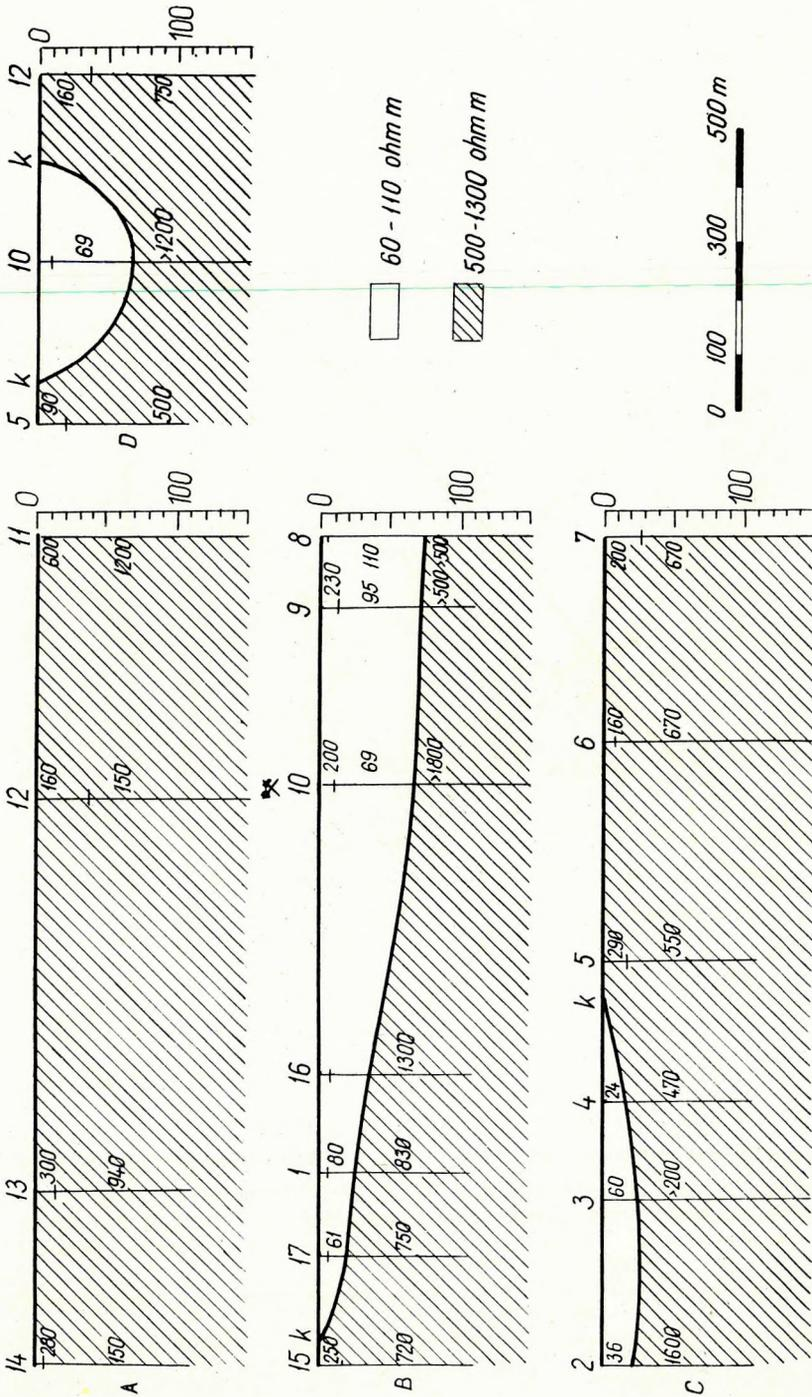 14 13 12 11
0
280 300 160 600
150 940 150 1200
100
A
15 k 17 1 16 10 9 8
0
250 61 80 200 230
69 95 110
720 750 830 1300 >1800 >500 >500
100
B
2 3 4 k 5 6 7
0
36 60 24 290 160 200
1600 >200 470 550 670 670
100
C
5 k 10 k 12
0
90 69 160
500 >1200 750
100
D
60 - 110 ohm m
500-1300 ohm m
0 100 300 500 m